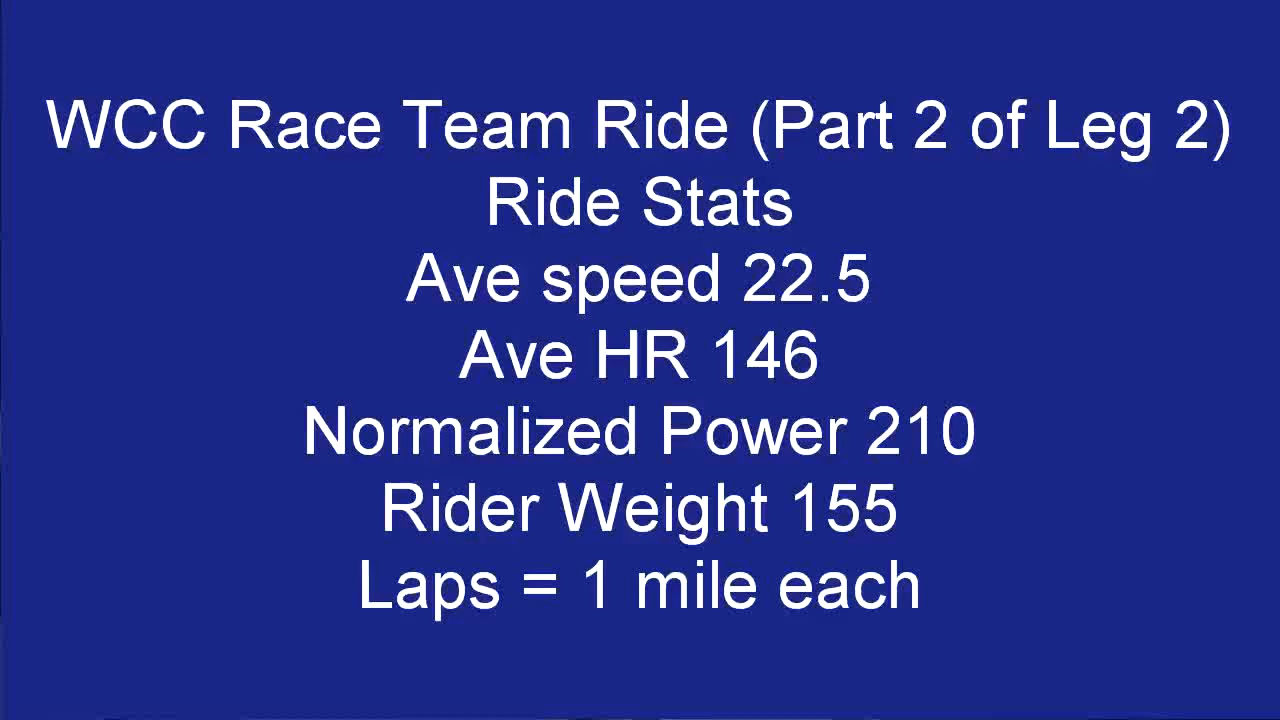 WCC Race Team Ride (Part 2 of Leg 2)
Ride Stats
Ave speed 22.5
Ave HR 146
Normalized Power 210
Rider Weight 155
Laps = 1 mile each